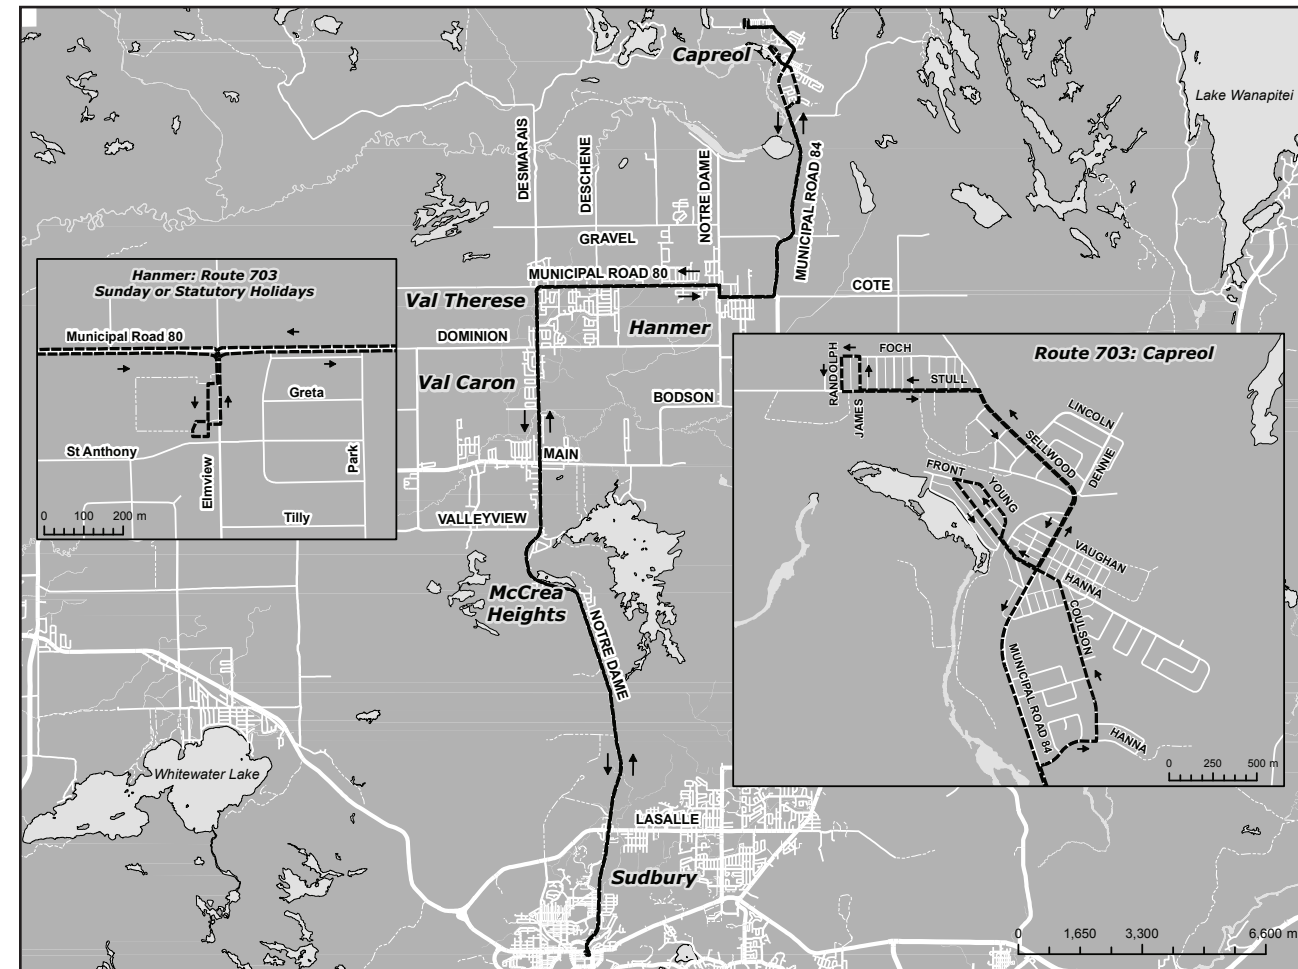 Capreol
Lake Wanapitei
DESMARAIS
DESCHENE
NOTRE DAME
MUNICIPAL ROAD 84
GRAVEL
MUNICIPAL ROAD 80
COTE
Val Therese
Hanmer
DOMINION
Val Caron
BODSON
MAIN
VALLEYVIEW
McCrea
Heights
NOTRE DAME
Whitewater Lake
LASALLE
Sudbury
0 1,650 3,300 6,600 m
Hanmer: Route 703
Sunday or Statutory Holidays
Municipal Road 80
Greta
St Anthony
Park
Elmview
Tilly
0 100 200 m
Route 703: Capreol
RANDOLPH
FOCH
STULL
JAMES
LINCOLN
SELLWOOD
DENNIE
FRONT
YOUNG
VAUGHAN
HANNA
COULSON
MUNICIPAL ROAD 84
HANNA
0 250 500 m